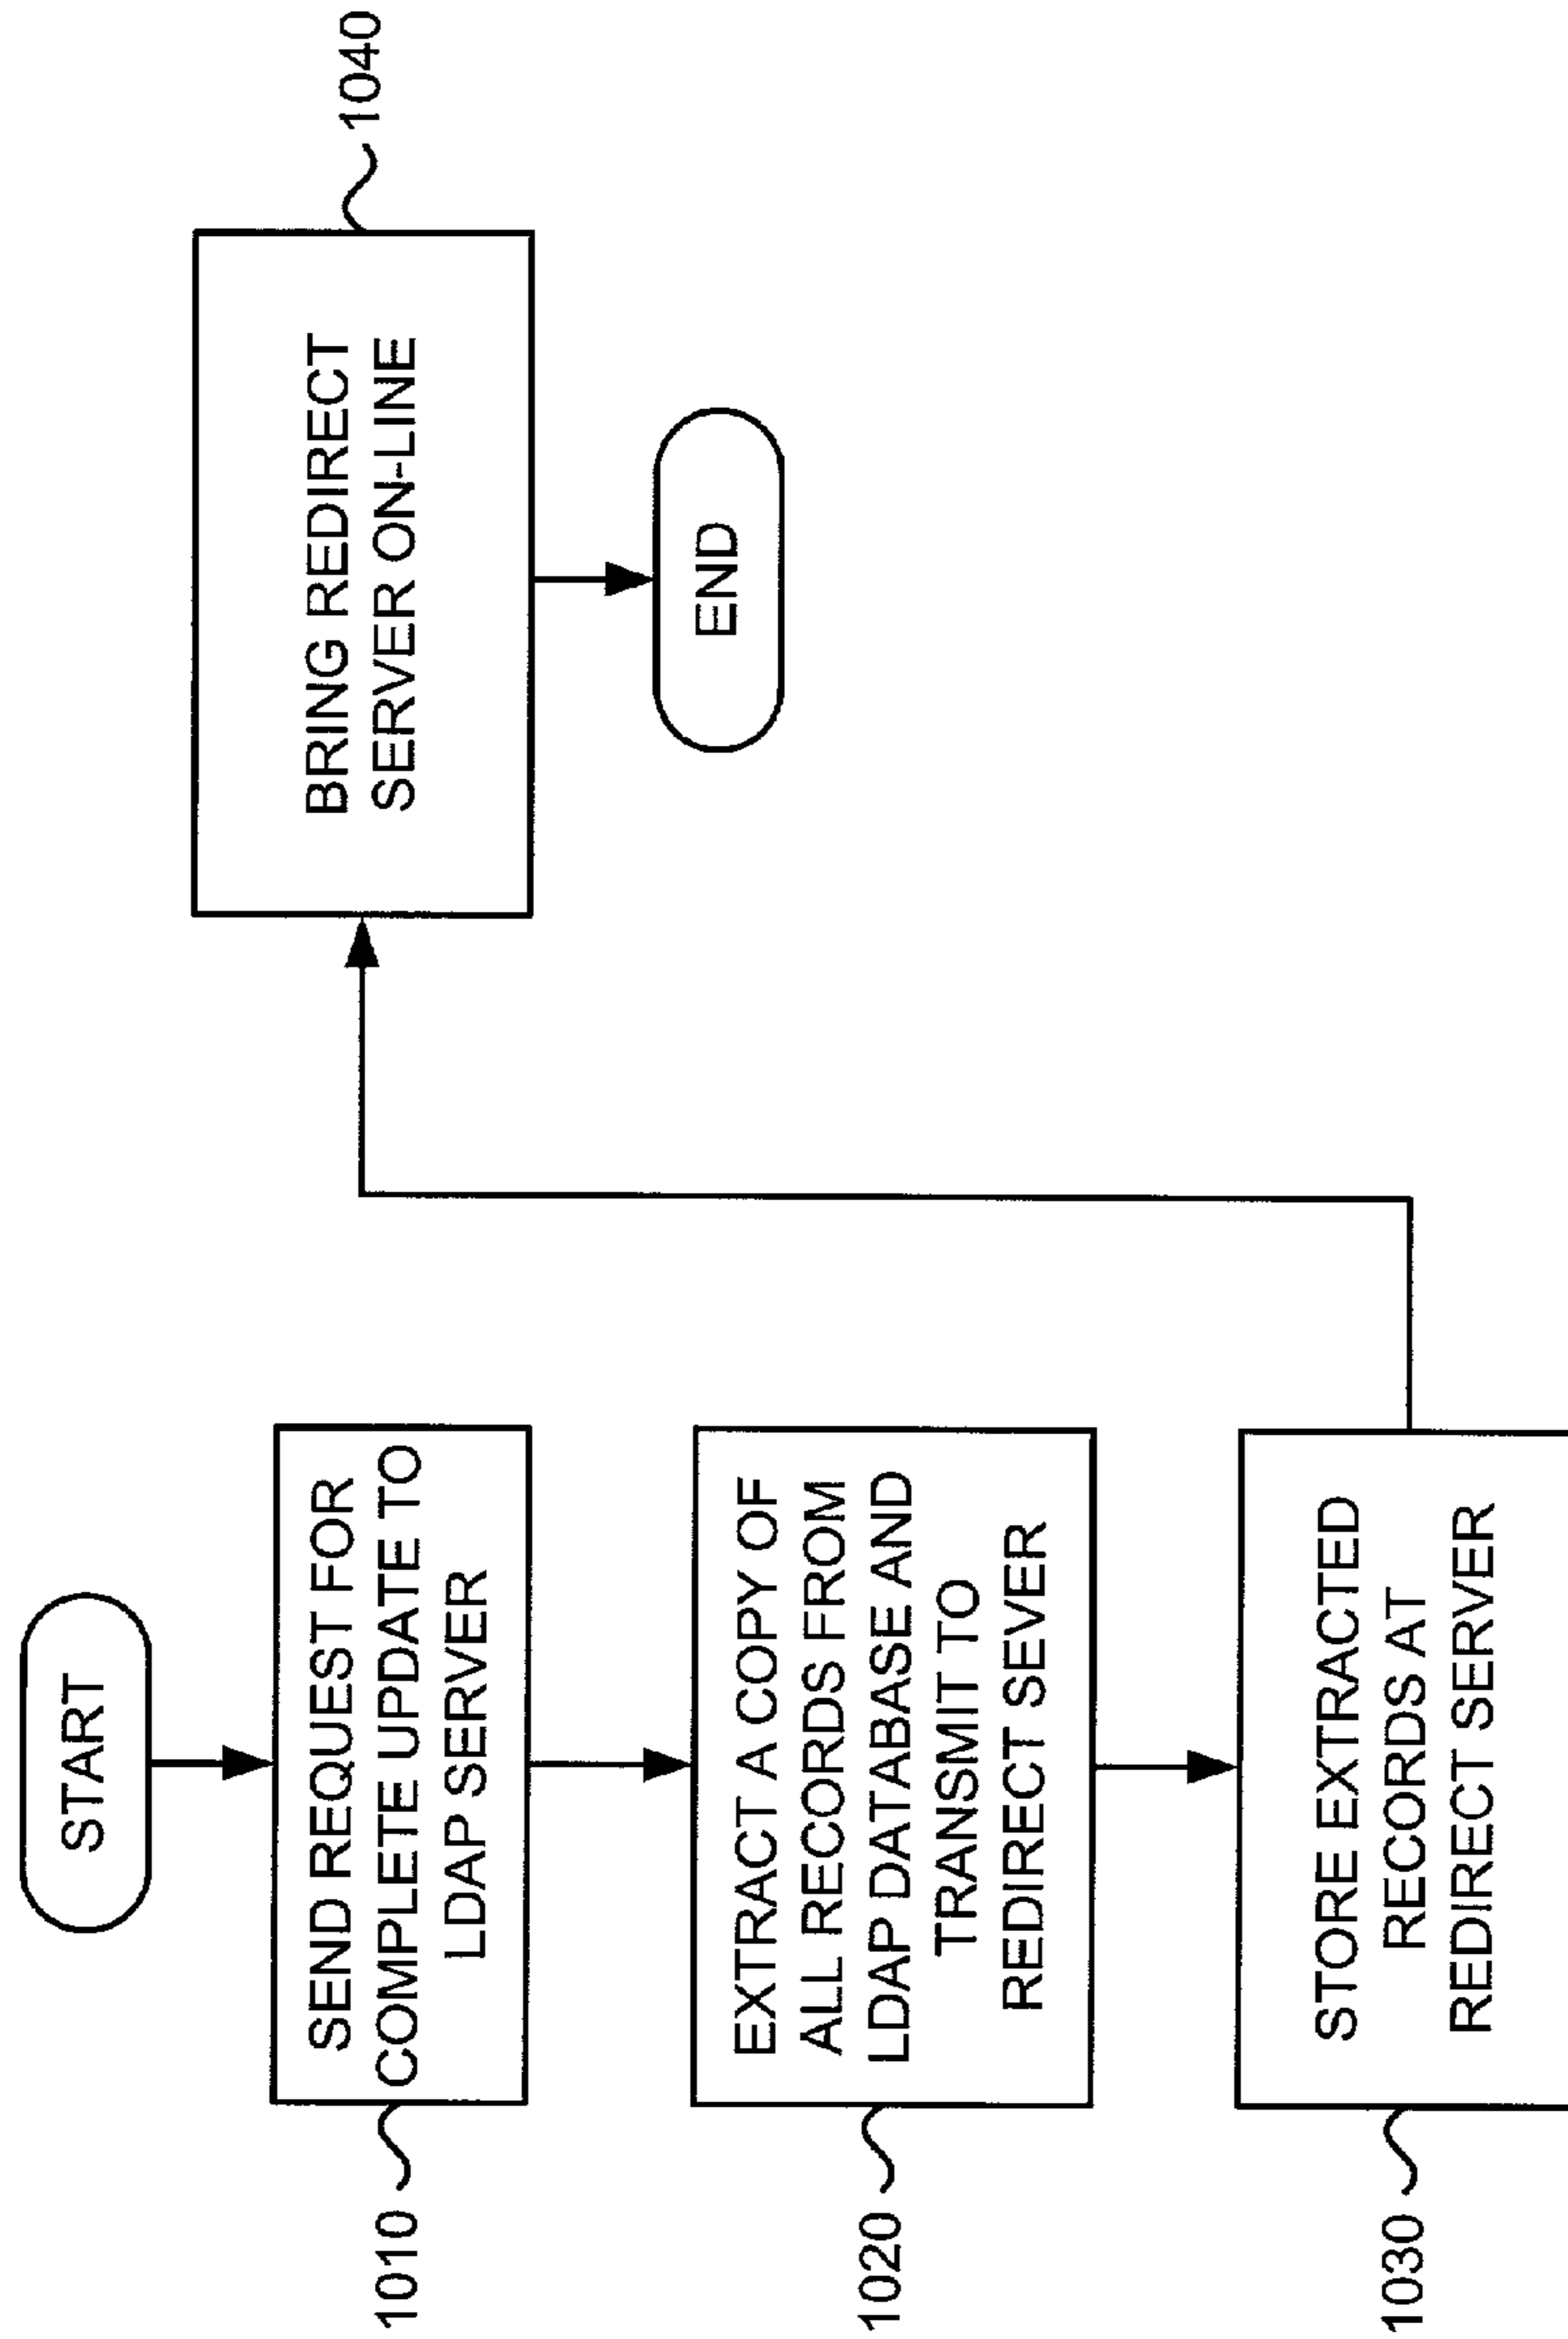 START
SEND REQUEST FOR
COMPLETE UPDATE TO
LDAP SERVER
1010
EXTRACT A COPY OF
ALL RECORDS FROM
LDAP DATABASE AND
TRANSMIT TO
REDIRECT SEVER
1020
STORE EXTRACTED
RECORDS AT
REDIRECT SERVER
1030
BRING REDIRECT
SERVER ON-LINE
1040
END